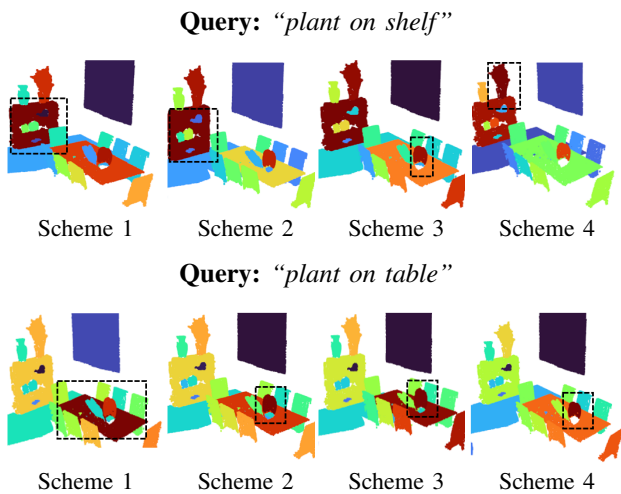 Query: "plant on shelf"
Scheme 1 Scheme 2 Scheme 3 Scheme 4
Query: "plant on table"
Scheme 1 Scheme 2 Scheme 3 Scheme 4